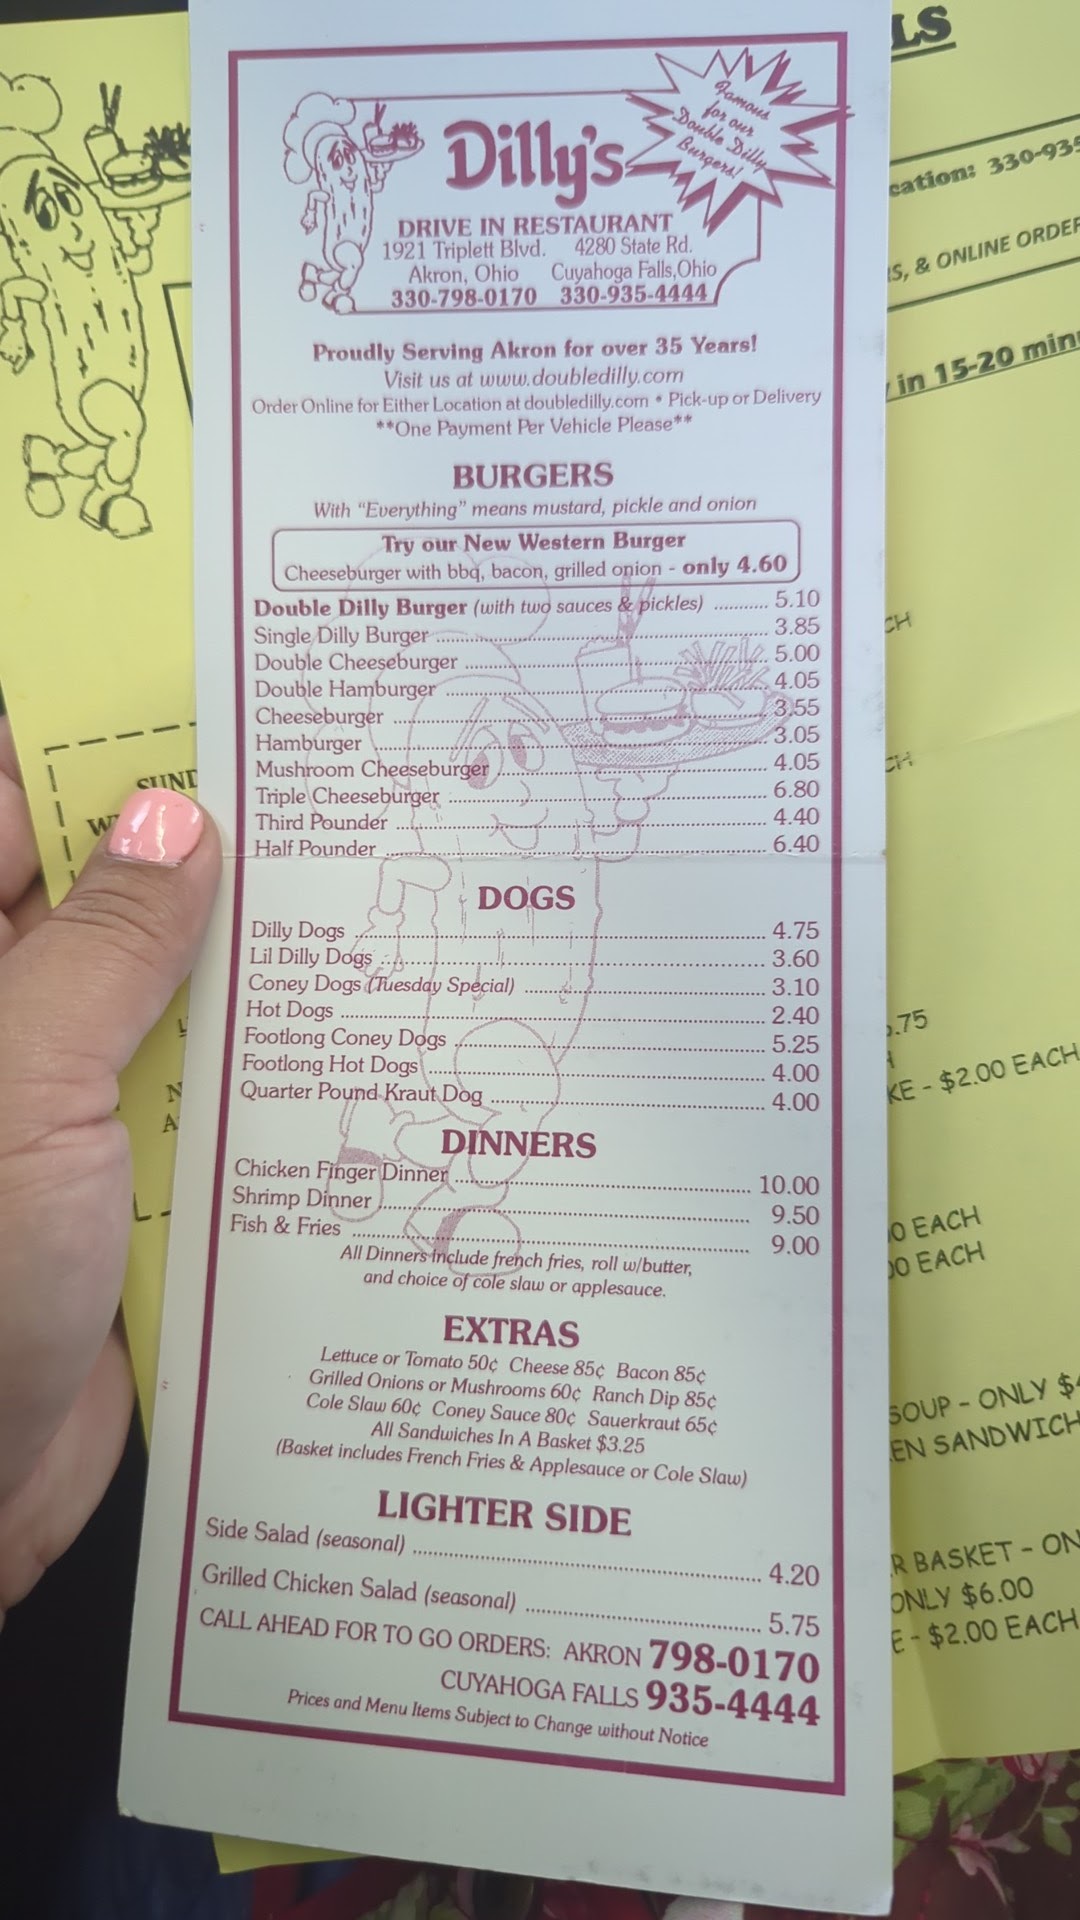 Dilly's
Famous
for our
Double Dilly
Burgers!
DRIVE IN RESTAURANT
1921 Triplett Blvd. 4280 State Rd.
Akron, Ohio Cuyahoga Falls,Ohio
330-798-0170 330-935-4444
Proudly Serving Akron for over 35 Years!
Visit us at www.doubledilly.com
Order Online for Either Location at doubledilly.com • Pick-up or Delivery
**One Payment Per Vehicle Please**
BURGERS
With "Everything" means mustard, pickle and onion
Try our New Western Burger
Cheeseburger with bbq, bacon, grilled onion - only 4.60
Double Dilly Burger (with two sauces & pickles) 5.10
Single Dilly Burger 3.85
Double Cheeseburger 5.00
Double Hamburger 4.05
Cheeseburger 3.55
Hamburger 3.05
Mushroom Cheeseburger 4.05
Triple Cheeseburger 6.80
Third Pounder 4.40
Half Pounder 6.40
DOGS
Dilly Dogs 4.75
Lil Dilly Dogs 3.60
Coney Dogs (Tuesday Special) 3.10
Hot Dogs 2.40
Footlong Coney Dogs 5.25
Footlong Hot Dogs 4.00
Quarter Pound Kraut Dog 4.00
DINNERS
Chicken Finger Dinner 10.00
Shrimp Dinner 9.50
Fish & Fries 9.00
All Dinners Include french fries, roll w/butter,
and choice of cole slaw or applesauce.
EXTRAS
Lettuce or Tomato 50¢ Cheese 85¢ Bacon 85¢
Grilled Onions or Mushrooms 60¢ Ranch Dip 85¢
Cole Slaw 60¢ Coney Sauce 80¢ Sauerkraut 65¢
All Sandwiches In A Basket $3.25
(Basket includes French Fries & Applesauce or Cole Slaw)
LIGHTER SIDE
Side Salad (seasonal) 4.20
Grilled Chicken Salad (seasonal) 5.75
CALL AHEAD FOR TO GO ORDERS: AKRON 798-0170
CUYAHOGA FALLS 935-4444
Prices and Menu Items Subject to Change without Notice
SUND
W
N
A
LS
cation: 330-935
S, & ONLINE ORDER
in 15-20 min
CH
CH
.75
KE - $2.00 EACH
0 EACH
00 EACH
SOUP - ONLY $4
EN SANDWICH
R BASKET - ON
ONLY $6.00
E - $2.00 EACH